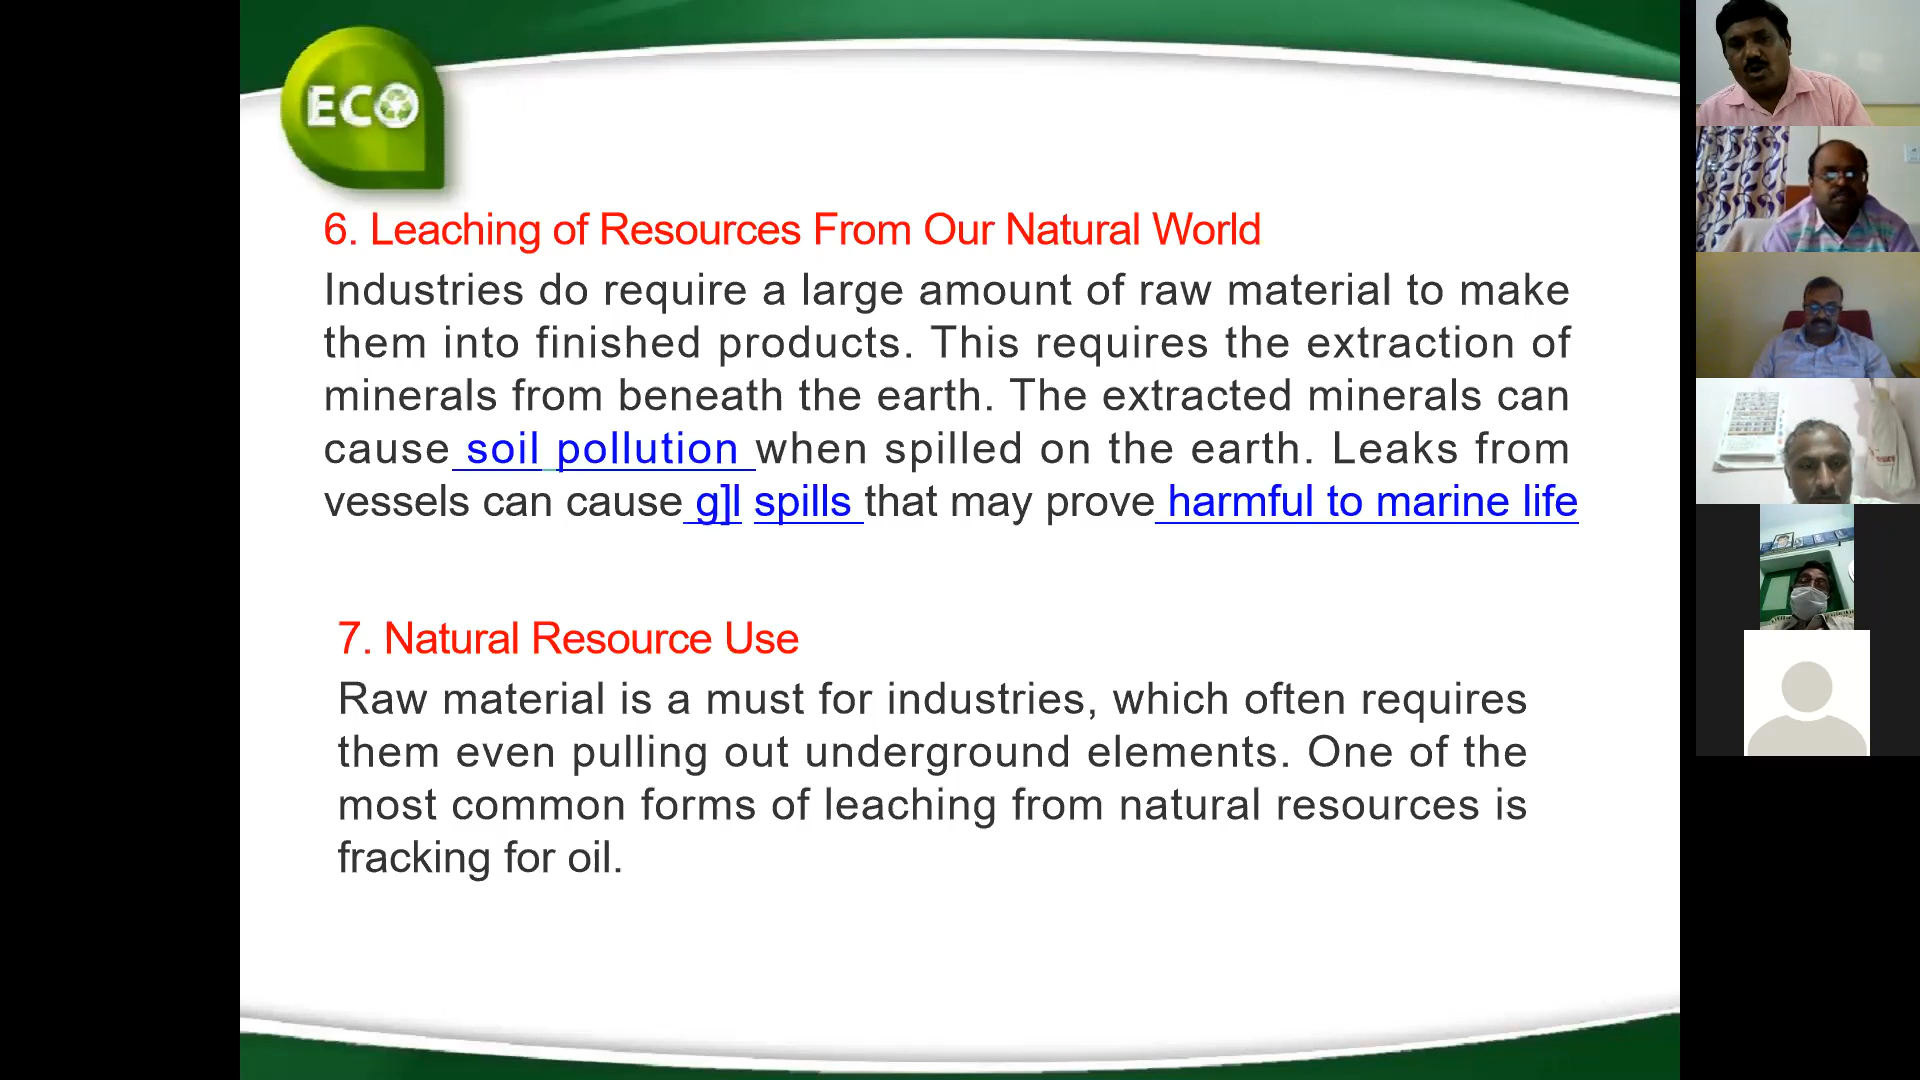 ECO
6. Leaching of Resources From Our Natural World
Industries do require a large amount of raw material to make
them into finished products. This requires the extraction of
minerals from beneath the earth. The extracted minerals can
cause soil pollution when spilled on the earth. Leaks from
vessels can cause g]l spills that may prove harmful to marine life
7. Natural Resource Use
Raw material is a must for industries, which often requires
them even pulling out underground elements. One of the
most common forms of leaching from natural resources is
fracking for oil.